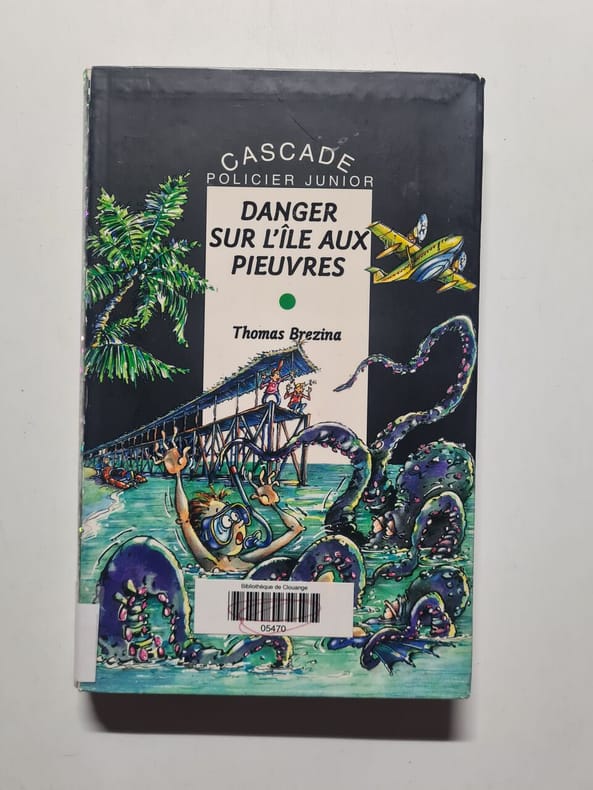 CASCADE
POLICIER JUNIOR
DANGER
SUR L'ÎLE AUX
PIEUVRES
Thomas Brezina
Bibliothèque de Clouange
05470